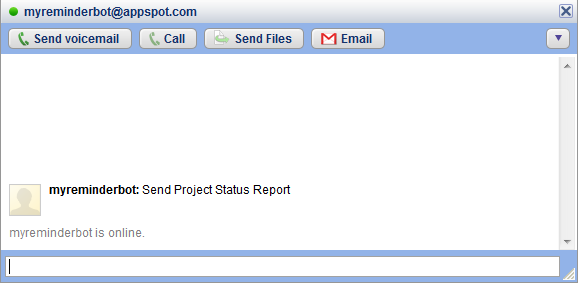 myreminderbot@appspot.com
Send voicemail Call Send Files Email
myreminderbot: Send Project Status Report
myreminderbot is online.